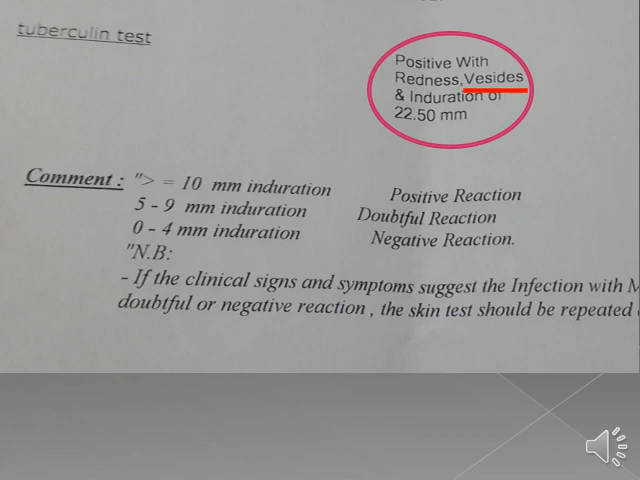 tuberculin test
Positive With
Redness,Vesides
& Induration of
22.50 mm
Comment : "> = 10 mm induration Positive Reaction
5 - 9 mm induration Doubtful Reaction
0 - 4 mm induration Negative Reaction.
"N.B:
- If the clinical signs and symptoms suggest the Infection with M
doubtful or negative reaction , the skin test should be repeated